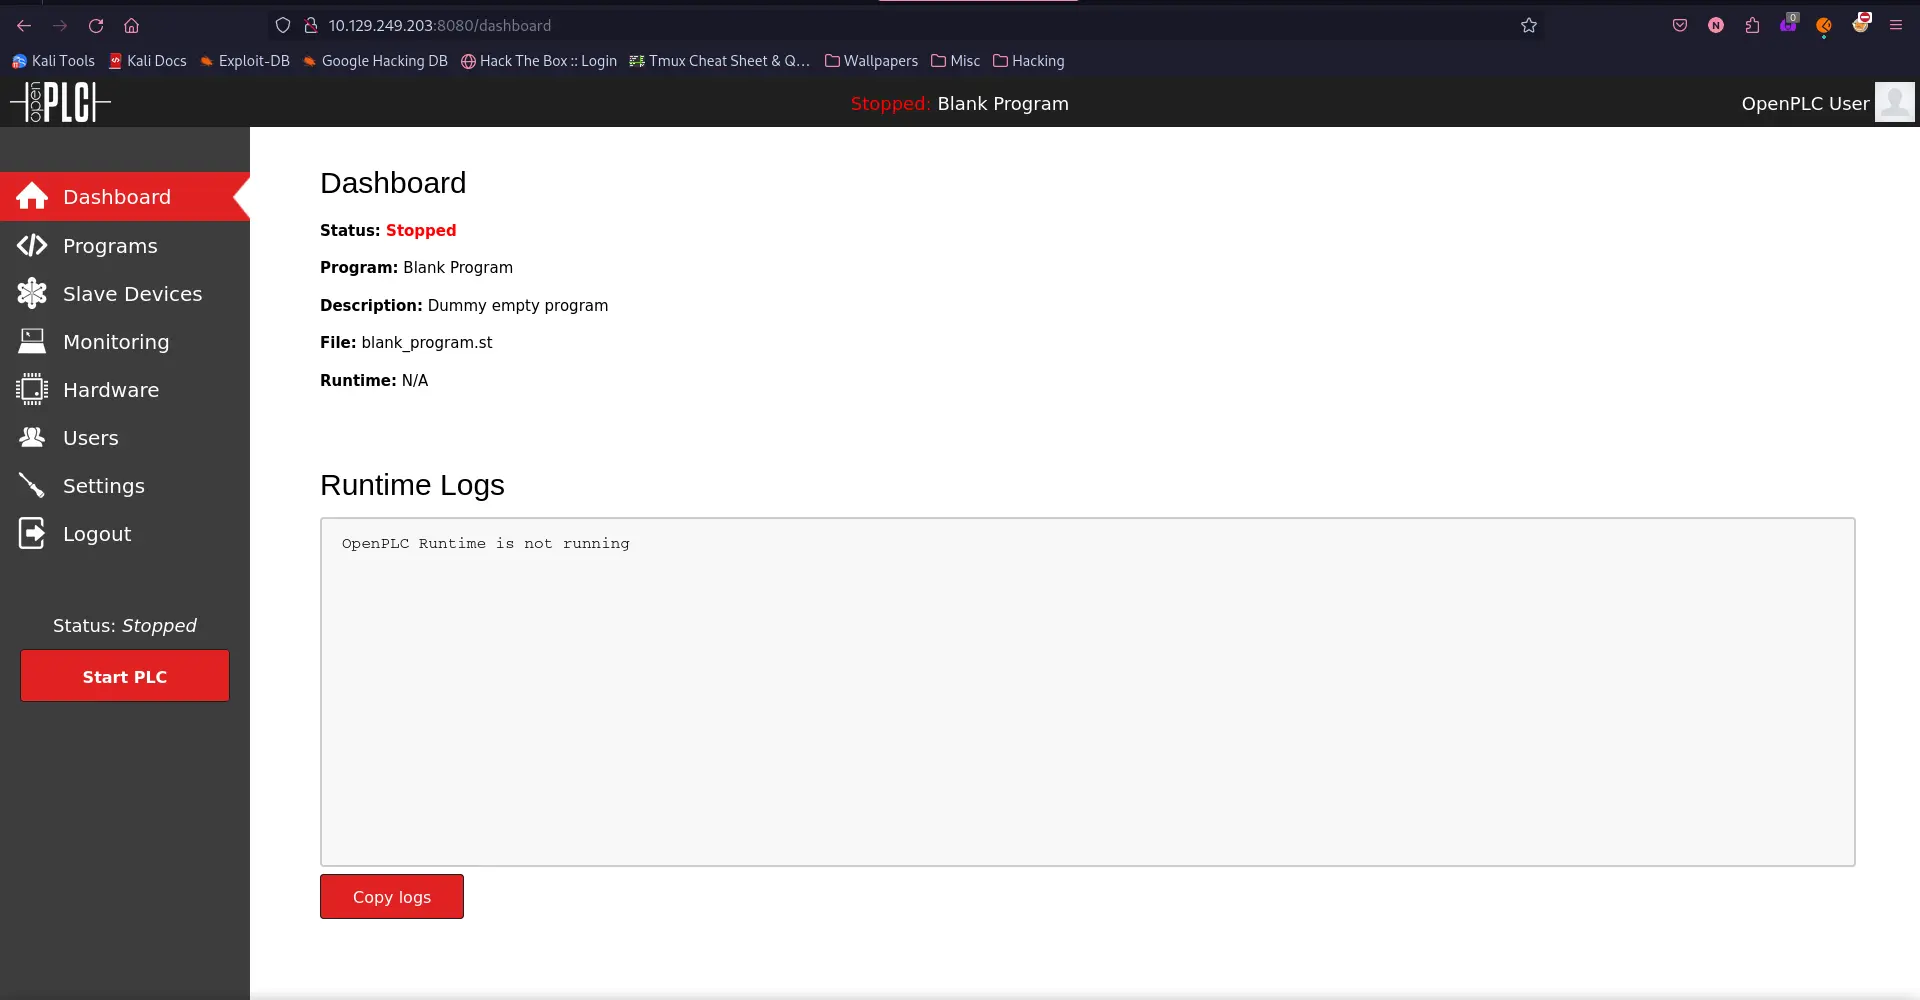 10.129.249.203:8080/dashboard
N
0
Kali Tools Kali Docs Exploit-DB Google Hacking DB Hack The Box :: Login Tmux Cheat Sheet & Q… Wallpapers Misc Hacking
open PLC Stopped: Blank Program OpenPLC User
Dashboard
Programs
Slave Devices
Monitoring
Hardware
Users
Settings
Logout
Status: Stopped
Start PLC
Dashboard
Status: Stopped
Program: Blank Program
Description: Dummy empty program
File: blank_program.st
Runtime: N/A
Runtime Logs
OpenPLC Runtime is not running
Copy logs